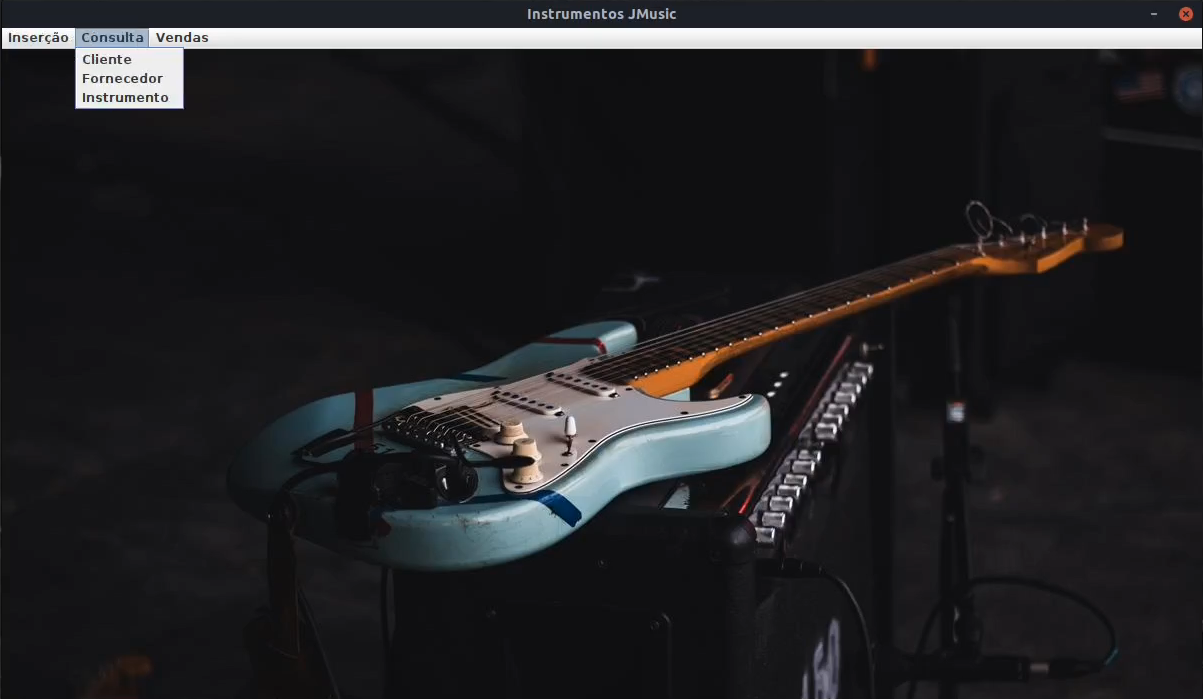 Instrumentos JMusic
Inserção Consulta Vendas
Cliente
Fornecedor
Instrumento